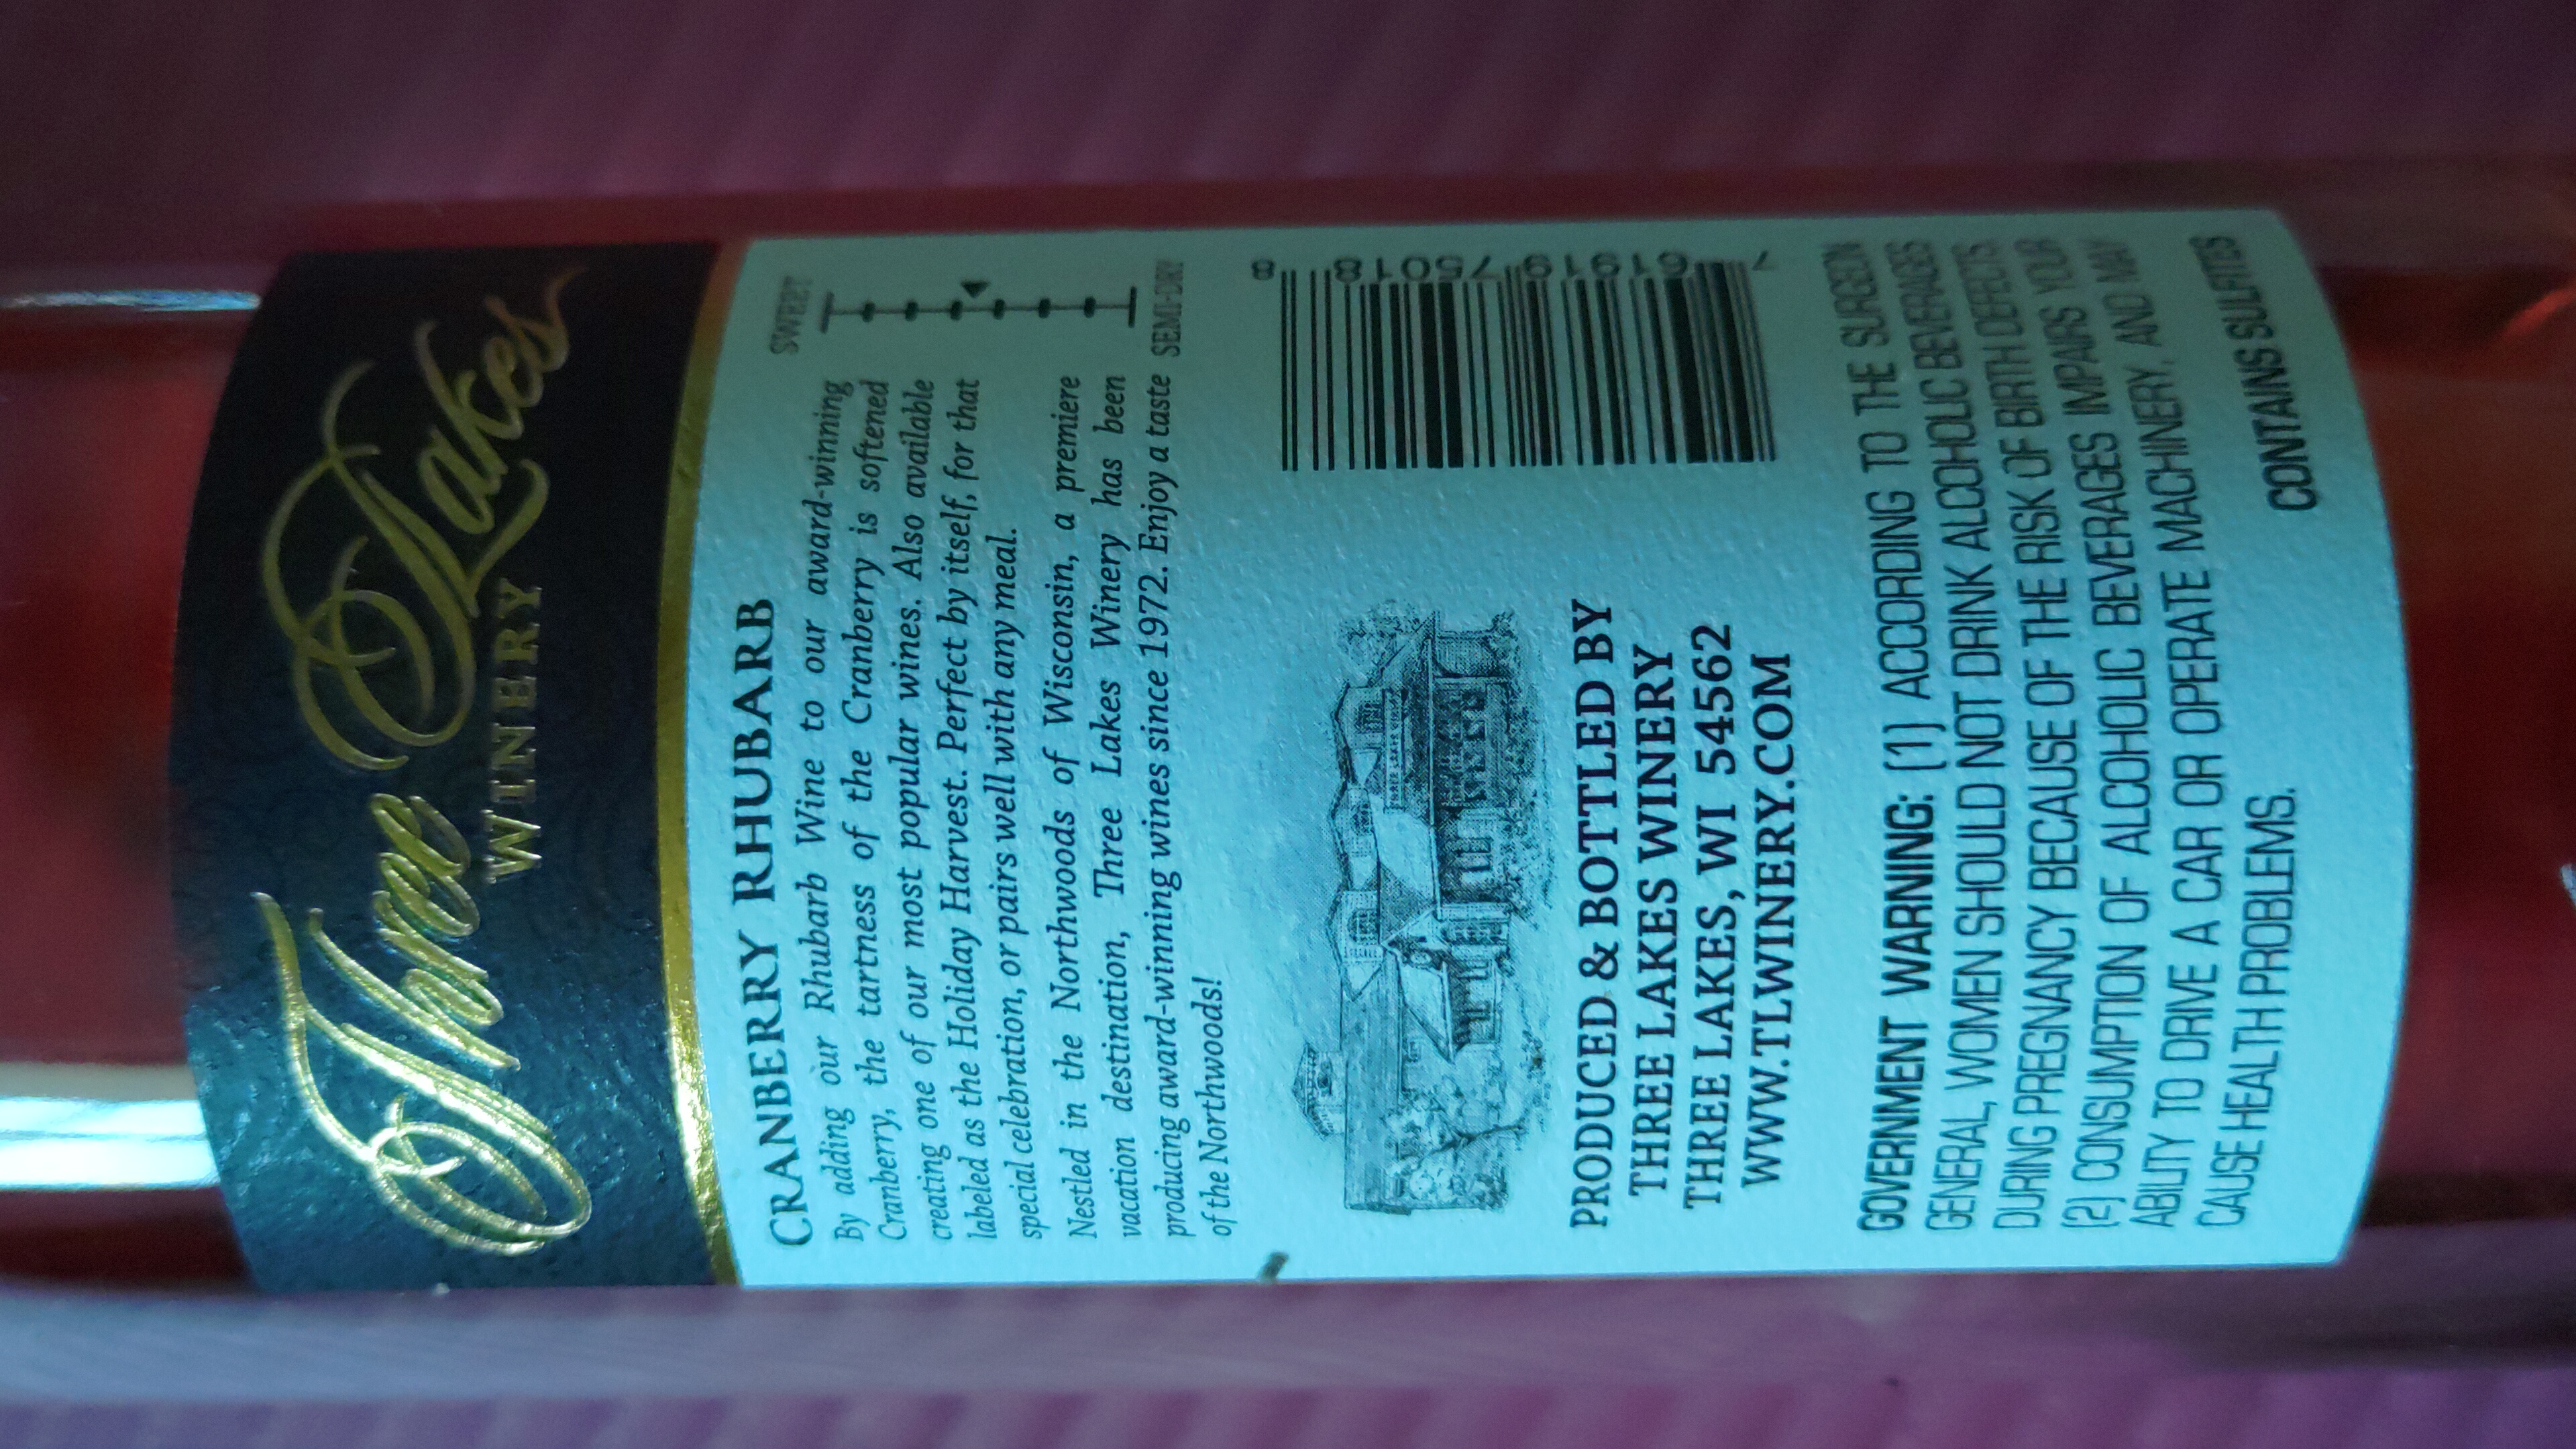 Three Lakes
WINERY
CRANBERRY RHUBARB
By adding our Rhubarb Wine to our award-winning
Cranberry, the tartness of the Cranberry is softened
creating one of our most popular wines. Also available
labeled as the Holiday Harvest. Perfect by itself, for that
special celebration, or pairs well with any meal.
Nestled in the Northwoods of Wisconsin, a premiere
vacation destination, Three Lakes Winery has been
producing award-winning wines since 1972. Enjoy a taste
of the Northwoods!
SWEET
SEMI-DRY
PRODUCED & BOTTLED BY
THREE LAKES WINERY
THREE LAKES, WI 54562
WWW.TLWINERY.COM
7 61919 75018 8
GOVERNMENT WARNING: (1) ACCORDING TO THE SURGEON
GENERAL, WOMEN SHOULD NOT DRINK ALCOHOLIC BEVERAGES
DURING PREGNANCY BECAUSE OF THE RISK OF BIRTH DEFECTS.
(2) CONSUMPTION OF ALCOHOLIC BEVERAGES IMPAIRS YOUR
ABILITY TO DRIVE A CAR OR OPERATE MACHINERY, AND MAY
CAUSE HEALTH PROBLEMS.
CONTAINS SULFITES